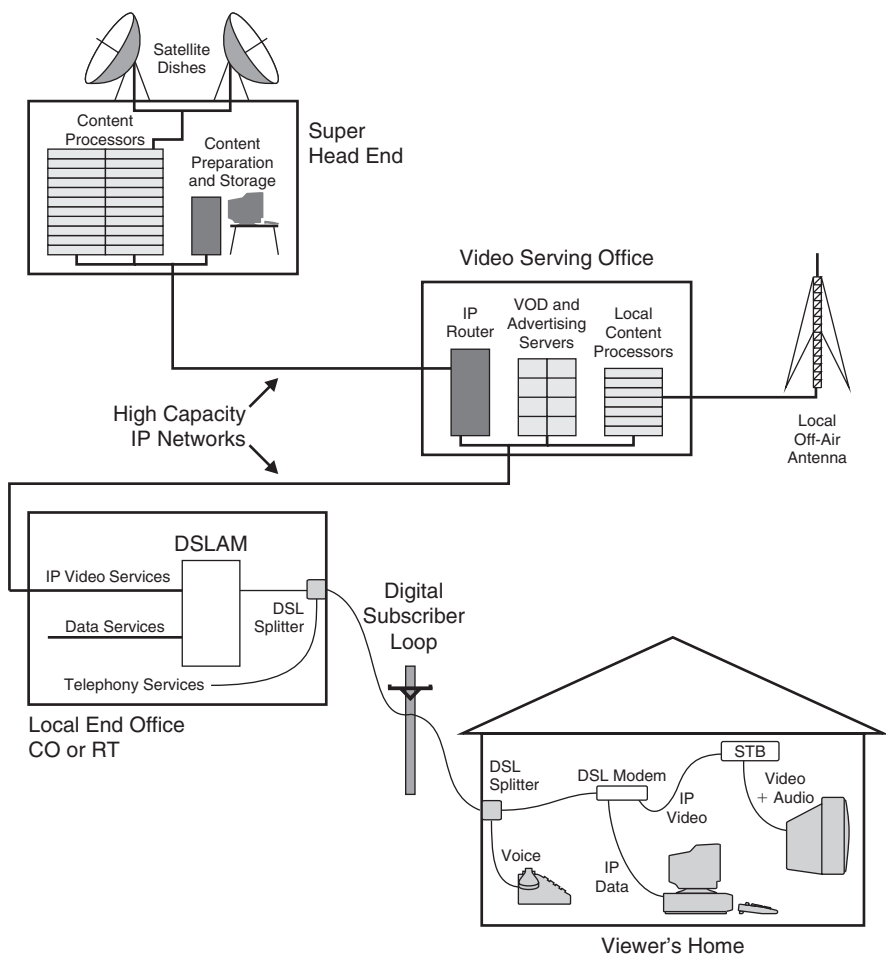 Satellite
Dishes
Content
Processors
Content
Preparation
and Storage
Super
Head End
Video Serving Office
IP
Router
VOD and
Advertising
Servers
Local
Content
Processors
Local
Off-Air
Antenna
High Capacity
IP Networks
DSLAM
IP Video Services
Data Services
Telephony Services
DSL
Splitter
Local End Office
CO or RT
Digital
Subscriber
Loop
DSL
Splitter
DSL Modem
STB
IP
Video
Video
+ Audio
Voice
IP
Data
Viewer's Home